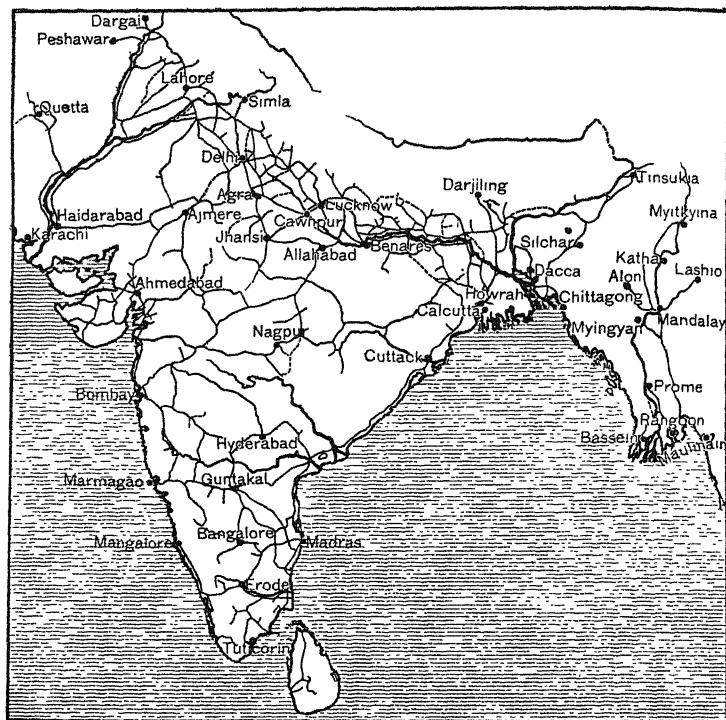 Dargai
Peshawar
Lahore
Quetta
Simla
Delhi
Agra
Lucknow
Darjiling
Tinsukia
Haidarabad
Ajmere
Cawnpur
Myitkyina
Karachi
Jhansi
Benares
Silchar
Allahabad
Katha
Dacca
Alon
Lashio
Ahmedabad
Howrah
Chittagong
Calcutta
Mandalay
Nagpur
Myingyan
Cuttack
Bombay
Prome
Rangoon
Hyderabad
Bassein
Maulmain
Marmagão
Guntakal
Bangalore
Mangalore
Madras
Erode
Tuticorin